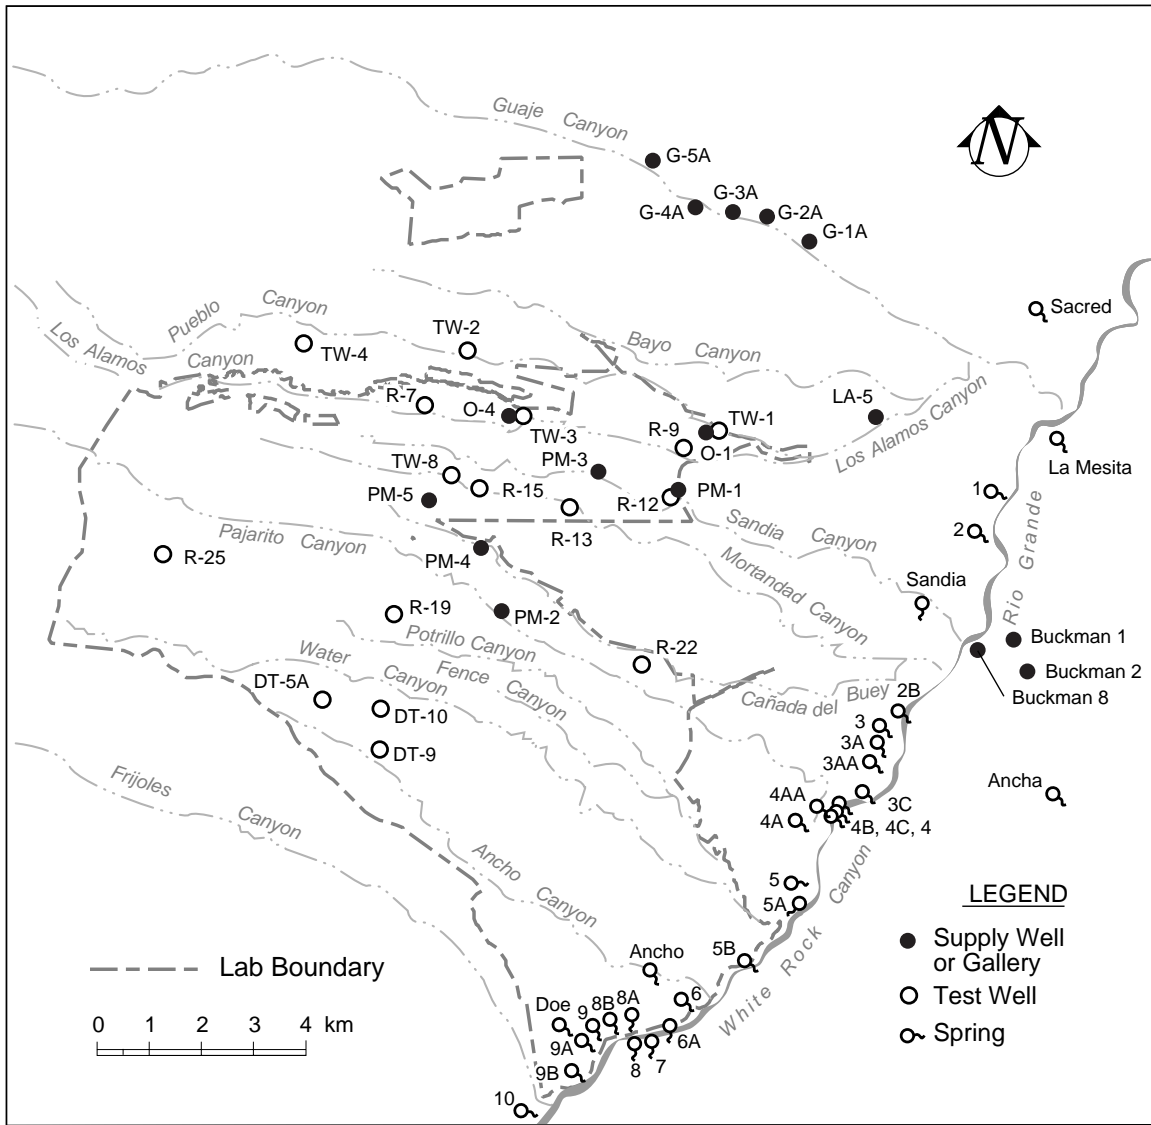 Guaje Canyon
N
G-5A
G-3A
G-4A
G-2A
G-1A
Sacred
Pueblo Canyon
Los Alamos Canyon
TW-4
TW-2
Bayo Canyon
R-7
O-4
TW-3
LA-5
Los Alamos Canyon
TW-1
R-9
O-1
La Mesita
TW-8
PM-3
R-15
PM-5
R-12
PM-1
R-13
1
2
Sandia Canyon
Rio Grande
Pajarito Canyon
R-25
PM-4
Mortandad Canyon
Sandia
R-19
PM-2
Potrillo Canyon
Buckman 1
Buckman 2
Buckman 8
Water Canyon
Fence Canyon
R-22
Cañada del Buey
DT-5A
DT-10
DT-9
2B
3
3A
3AA
Ancha
Frijoles Canyon
4AA
3C
4A
4B, 4C, 4
Ancho Canyon
5
5A
White Rock Canyon
LEGEND
Supply Well
or Gallery
Test Well
Spring
Lab Boundary
0 1 2 3 4 km
Ancho
5B
6
Doe
9
8B
8A
6A
9A
8
7
9B
10